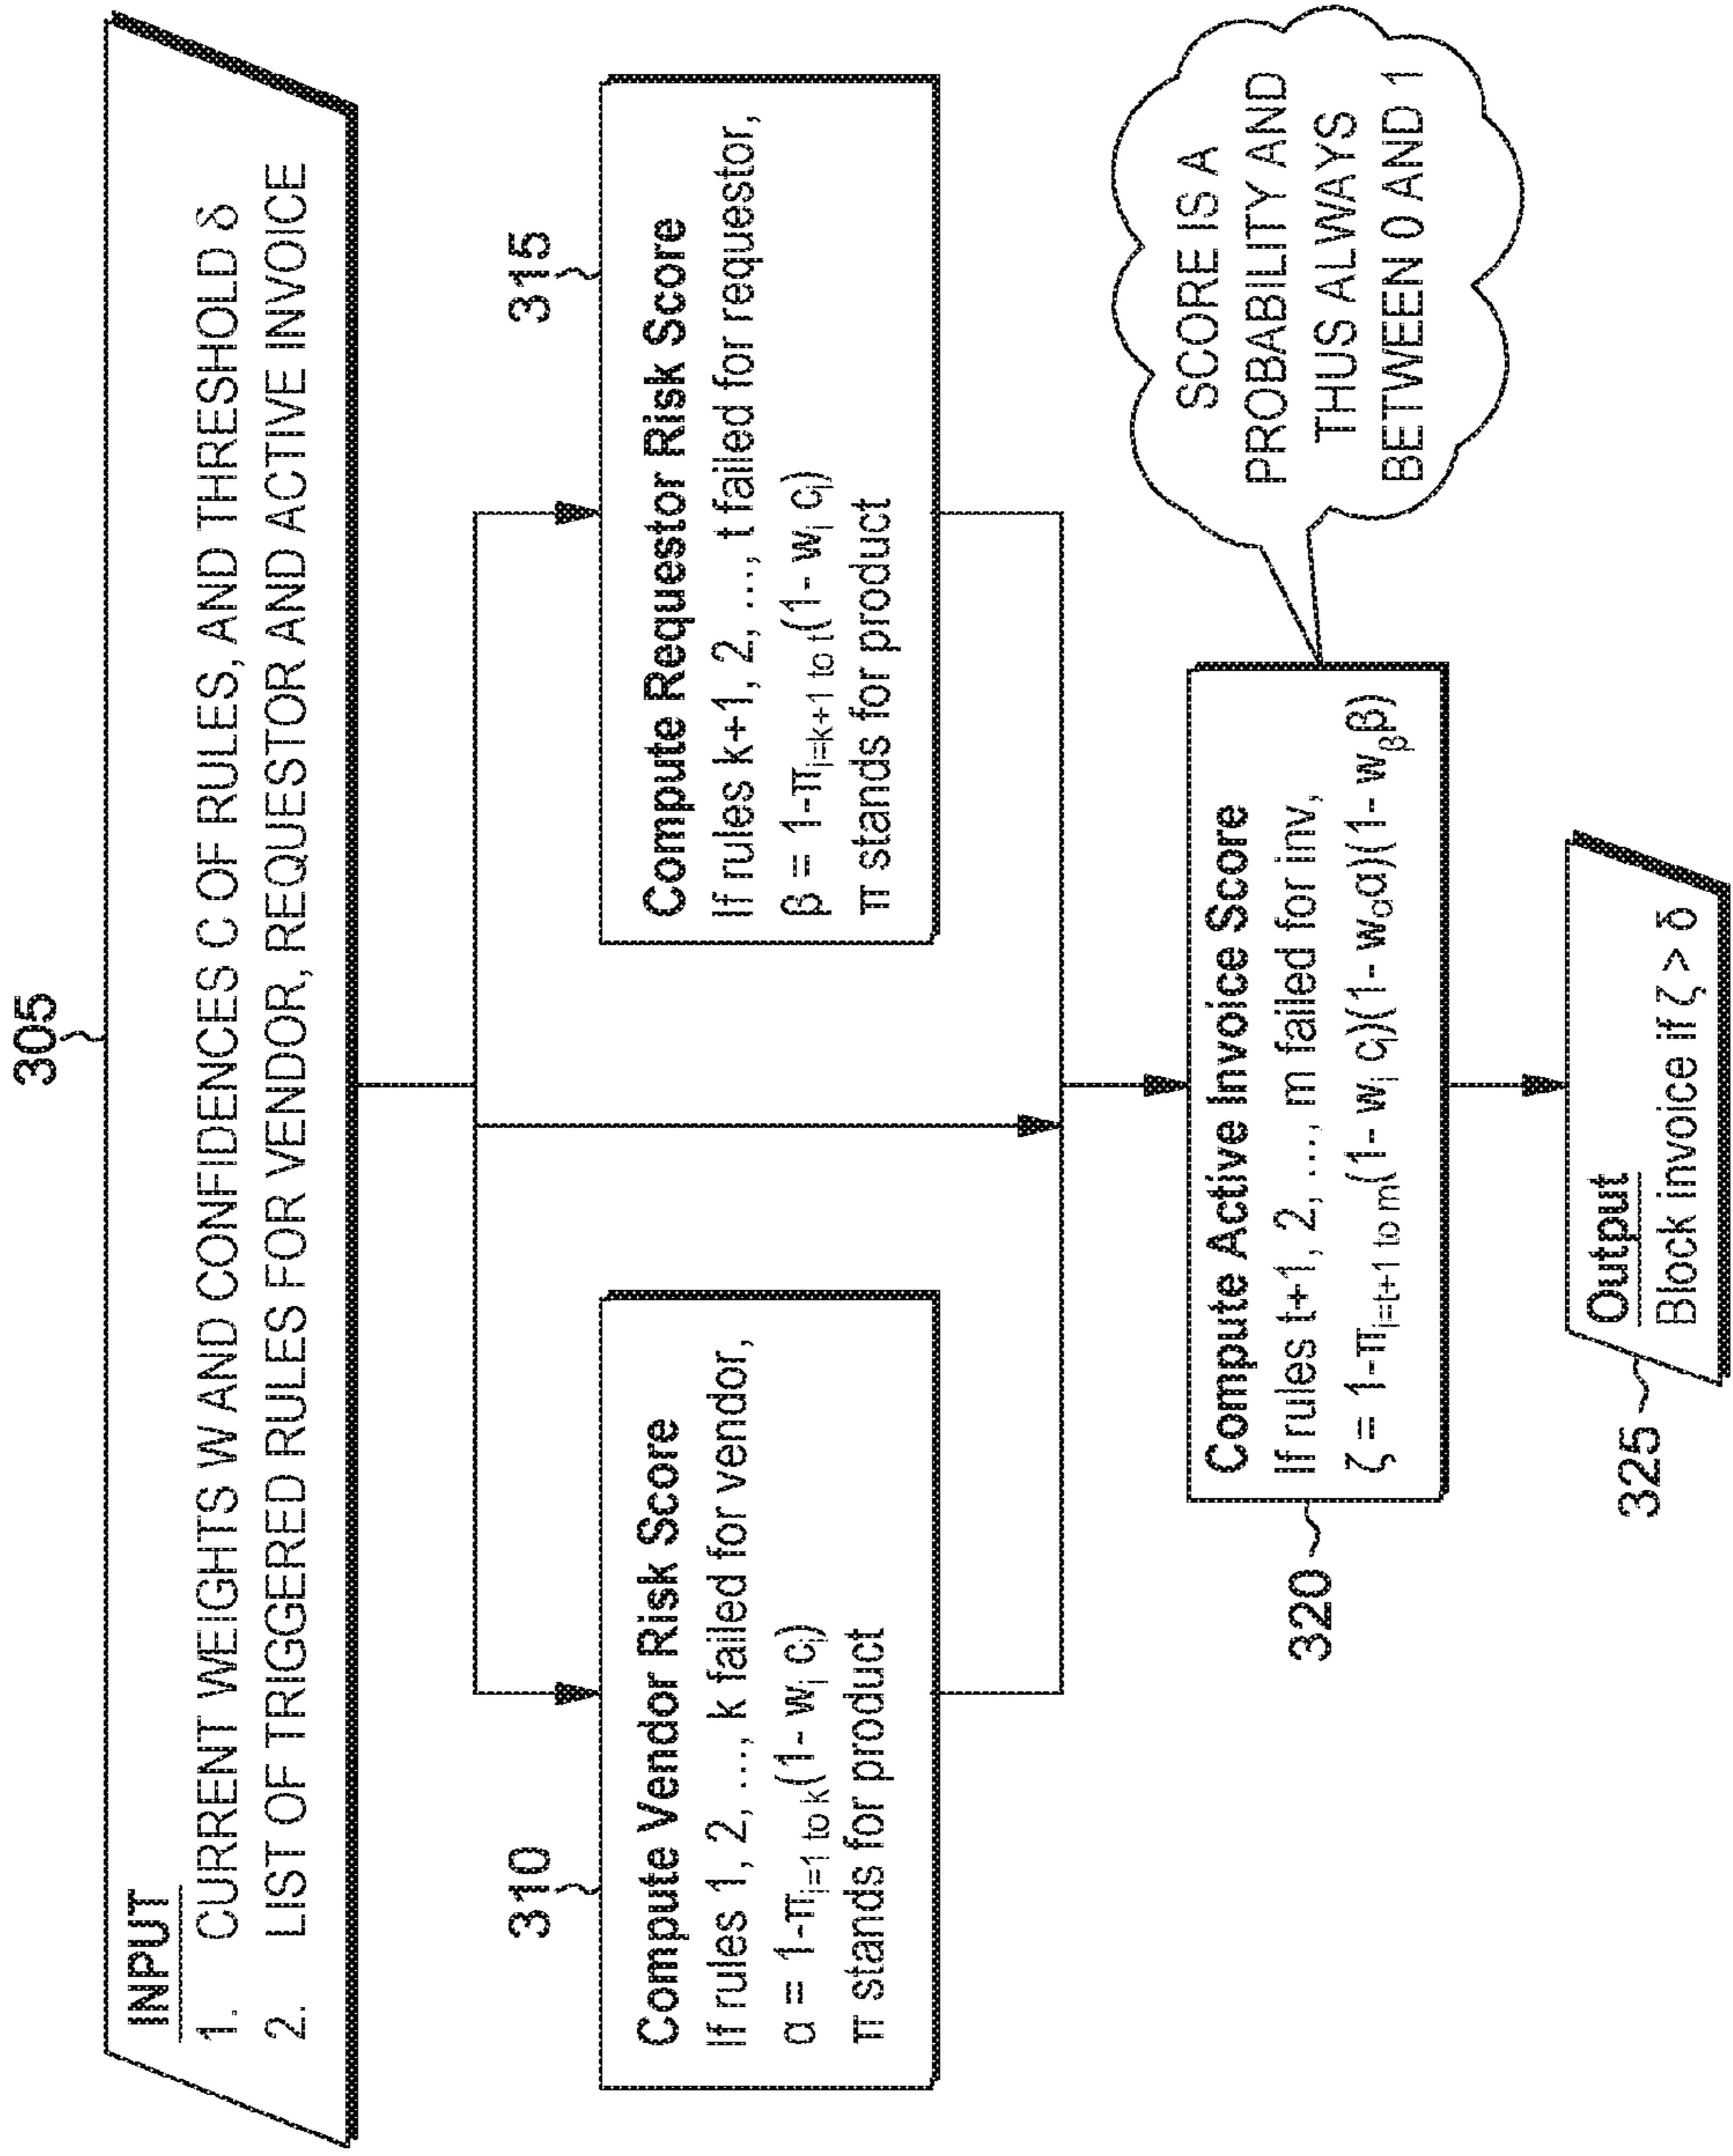 305
INPUT
1. CURRENT WEIGHTS W AND CONFIDENCES C OF RULES, AND THRESHOLD δ
2. LIST OF TRIGGERED RULES FOR VENDOR, REQUESTOR AND ACTIVE INVOICE
310
Compute Vendor Risk Score
If rules 1, 2, ..., k failed for vendor,
α = 1-π_{i=1 to k}(1- w_i c_i)
π stands for product
315
Compute Requestor Risk Score
If rules k+1, 2, ..., t failed for requestor,
β = 1-π_{i=k+1 to t}(1- w_i c_i)
π stands for product
320
Compute Active Invoice Score
If rules t+1, 2, ..., m failed for inv,
ζ = 1-π_{i=t+1 to m}(1- w_i c_i)(1- w_αα)(1- w_ββ)
SCORE IS A
PROBABILITY AND
THUS ALWAYS
BETWEEN 0 AND 1
325
Output
Block invoice if ζ > δ